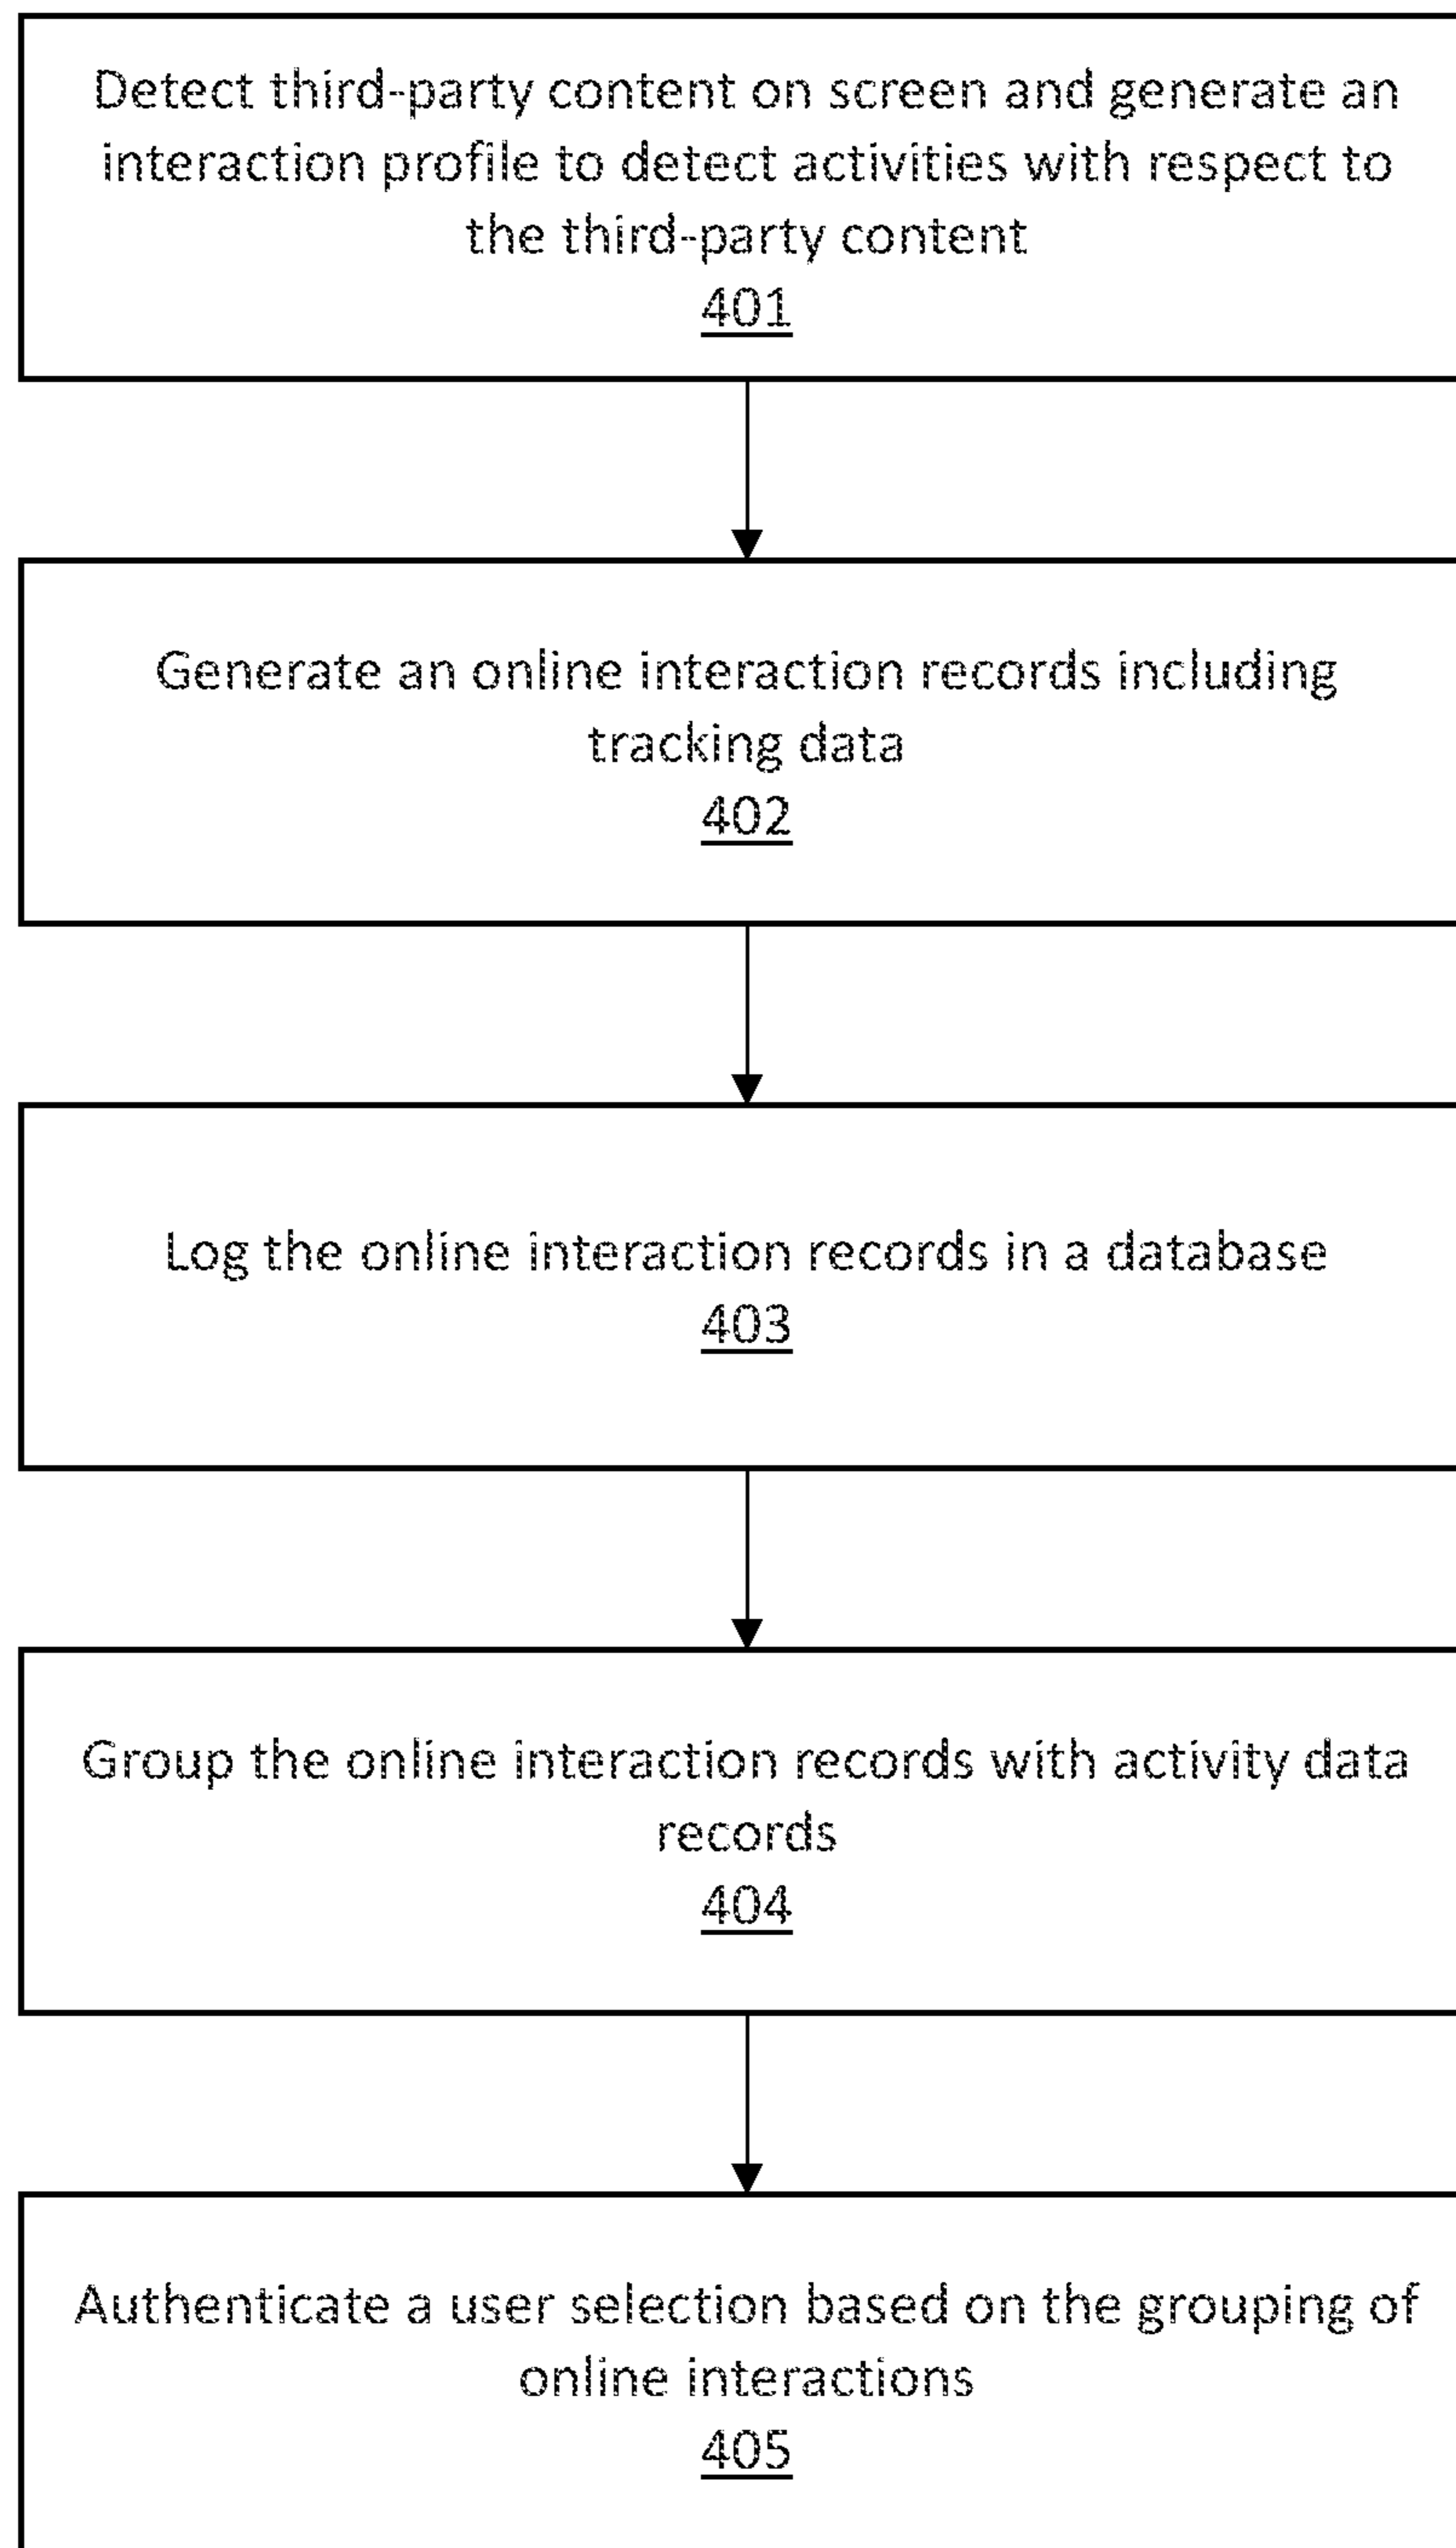 Detect third-party content on screen and generate an
interaction profile to detect activities with respect to
the third-party content
401
Generate an online interaction records including
tracking data
402
Log the online interaction records in a database
403
Group the online interaction records with activity data
records
404
Authenticate a user selection based on the grouping of
online interactions
405